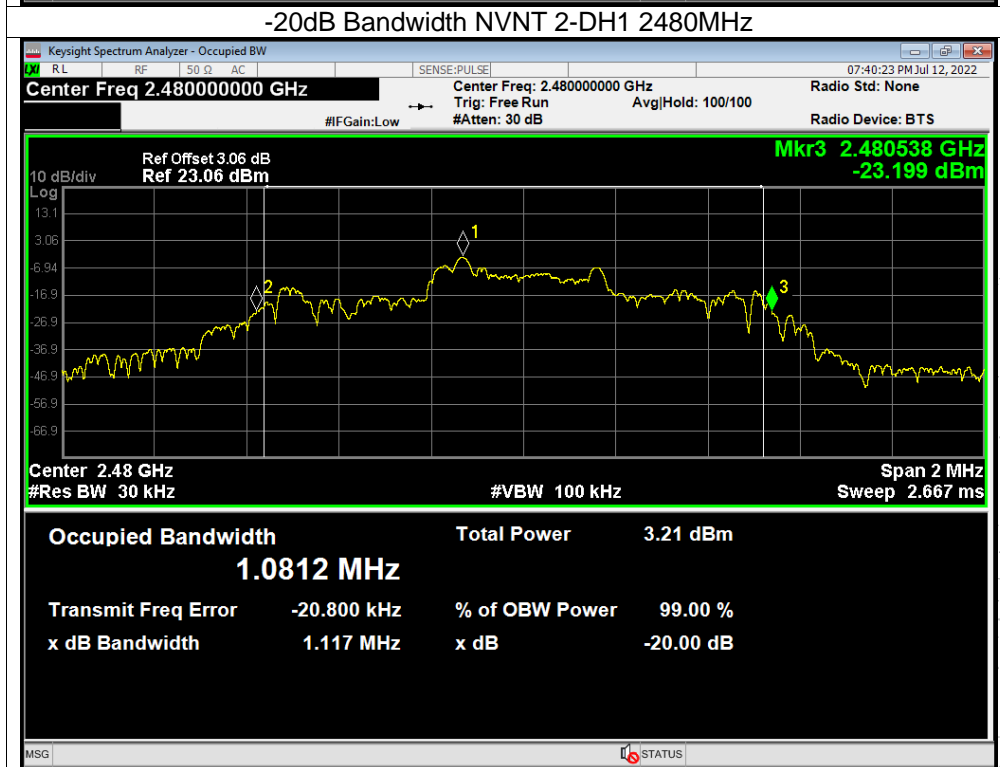 -20dB Bandwidth NVNT 2-DH1 2480MHz
Keysight Spectrum Analyzer - Occupied BW
LXI RL RF 50 Ω AC SENSE:PULSE 07:40:23 PM Jul 12, 2022
Center Freq 2.480000000 GHz
Center Freq: 2.480000000 GHz
Radio Std: None
Trig: Free Run Avg|Hold: 100/100
#IFGain:Low #Atten: 30 dB Radio Device: BTS
Mkr3 2.480538 GHz
-23.199 dBm
Ref Offset 3.06 dB
10 dB/div Ref 23.06 dBm
Log
13.1
3.06
-6.94
-16.9
-26.9
-36.9
-46.9
-56.9
-66.9
1
2
3
Center 2.48 GHz Span 2 MHz
#Res BW 30 kHz #VBW 100 kHz Sweep 2.667 ms
Occupied Bandwidth Total Power 3.21 dBm
1.0812 MHz
Transmit Freq Error -20.800 kHz % of OBW Power 99.00 %
x dB Bandwidth 1.117 MHz x dB -20.00 dB
MSG STATUS